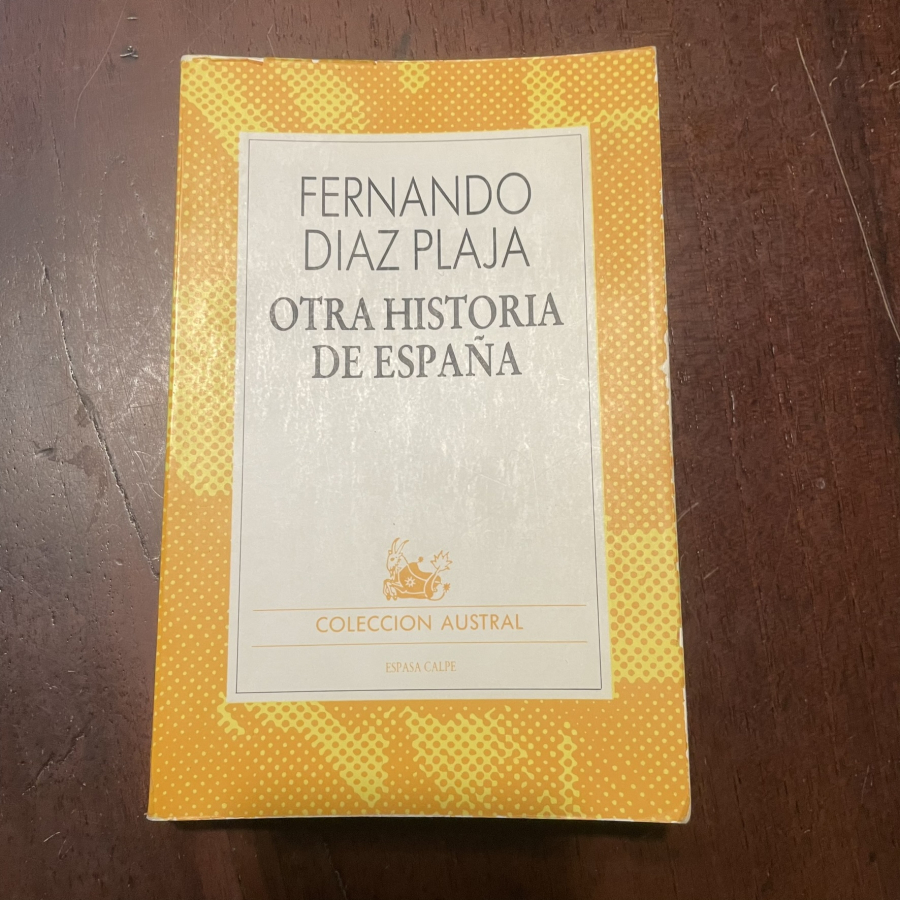 FERNANDO
DIAZ PLAJA
OTRA HISTORIA
DE ESPAÑA
COLECCION AUSTRAL
ESPASA CALPE